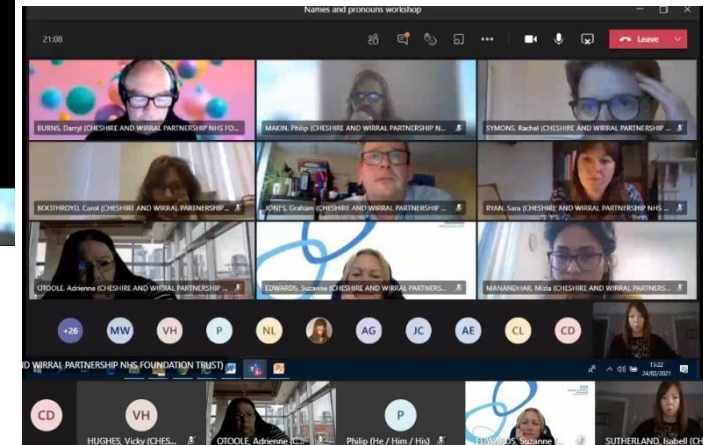 Names and pronouns workshop
21:08
Leave
BURNS, Darryl (CHESHIRE AND WIRRAL PARTNERSHIP NHS FO...
MAKIN, Philip (CHESHIRE AND WIRRAL PARTNERSHIP N...
SYMONS, Rachel (CHESHIRE AND WIRRAL PARTNERSHIP ...
BOOTHROYD, Carol (CHESHIRE AND WIRRAL PARTNERSHIP...
JONES, Graham (CHESHIRE AND WIRRAL PARTNERSHIP ...
RYAN, Sara (CHESHIRE AND WIRRAL PARTNERSHIP NHS ...
OTOOLE, Adrienne (CHESHIRE AND WIRRAL PARTNERSHIP ...
EDWARDS, Suzanne (CHESHIRE AND WIRRAL PARTNERS...
MANANDHAR, Mizia (CHESHIRE AND WIRRAL PARTNERS...
+26 MW VH P NL AG JC AE CL CD
D WIRRAL PARTNERSHIP NHS FOUNDATION TRUST)
15:22
24/02/2021
CD VH P
HUGHES, Vicky (CHES... OTOOLE, Adrienne (C... Philip (He / Him / His) EDWARDS, Suzanne SUTHERLAND, Isabell (CH